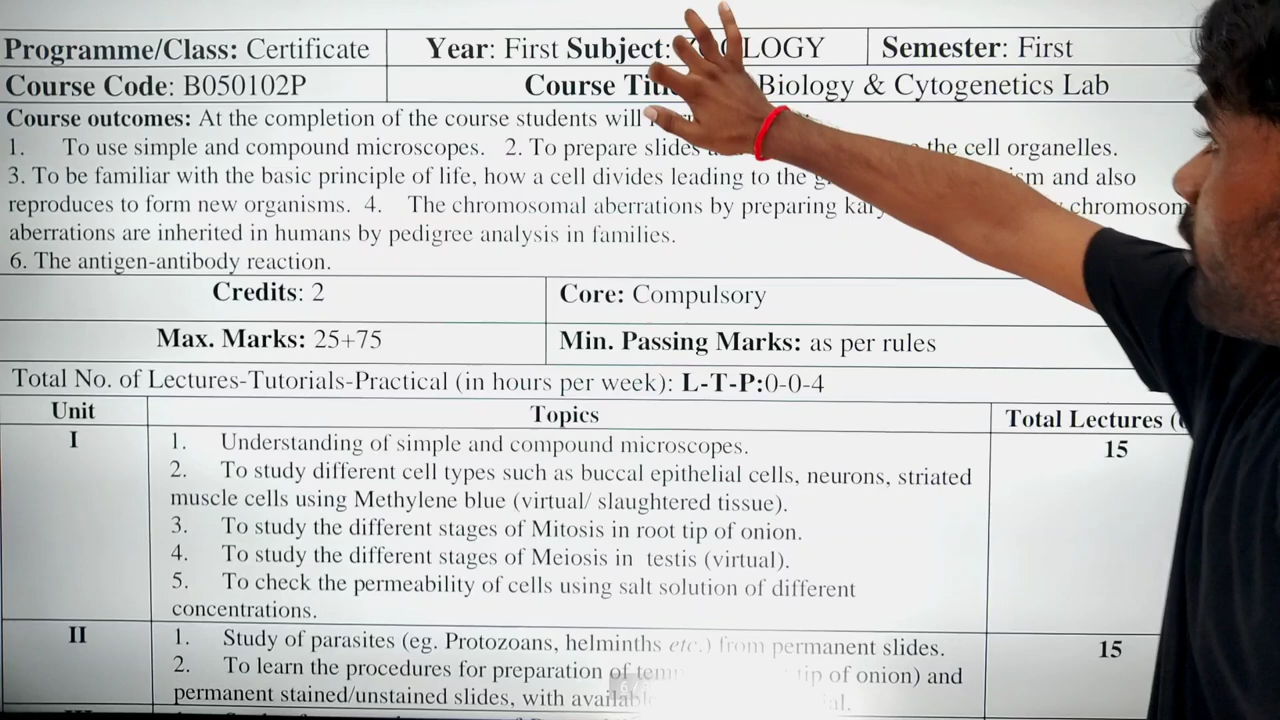 Programme/Class: Certificate Year: First Subject: ZOOLOGY Semester: First
Course Code: B050102P Course Title: Biology & Cytogenetics Lab
Course outcomes: At the completion of the course students will
1. To use simple and compound microscopes. 2. To prepare slides the cell organelles.
3. To be familiar with the basic principle of life, how a cell divides leading to the and also
reproduces to form new organisms. 4. The chromosomal aberrations by preparing chromosom
aberrations are inherited in humans by pedigree analysis in families.
6. The antigen-antibody reaction.
Credits: 2 Core: Compulsory
Max. Marks: 25+75 Min. Passing Marks: as per rules
Total No. of Lectures-Tutorials-Practical (in hours per week): L-T-P:0-0-4
Unit Topics Total Lectures
I 1. Understanding of simple and compound microscopes. 15
2. To study different cell types such as buccal epithelial cells, neurons, striated
muscle cells using Methylene blue (virtual/ slaughtered tissue).
3. To study the different stages of Mitosis in root tip of onion.
4. To study the different stages of Meiosis in testis (virtual).
5. To check the permeability of cells using salt solution of different
concentrations.
II 1. Study of parasites (eg. Protozoans, helminths etc.) from permanent slides. 15
2. To learn the procedures for preparation of tip of onion) and
permanent stained/unstained slides, with